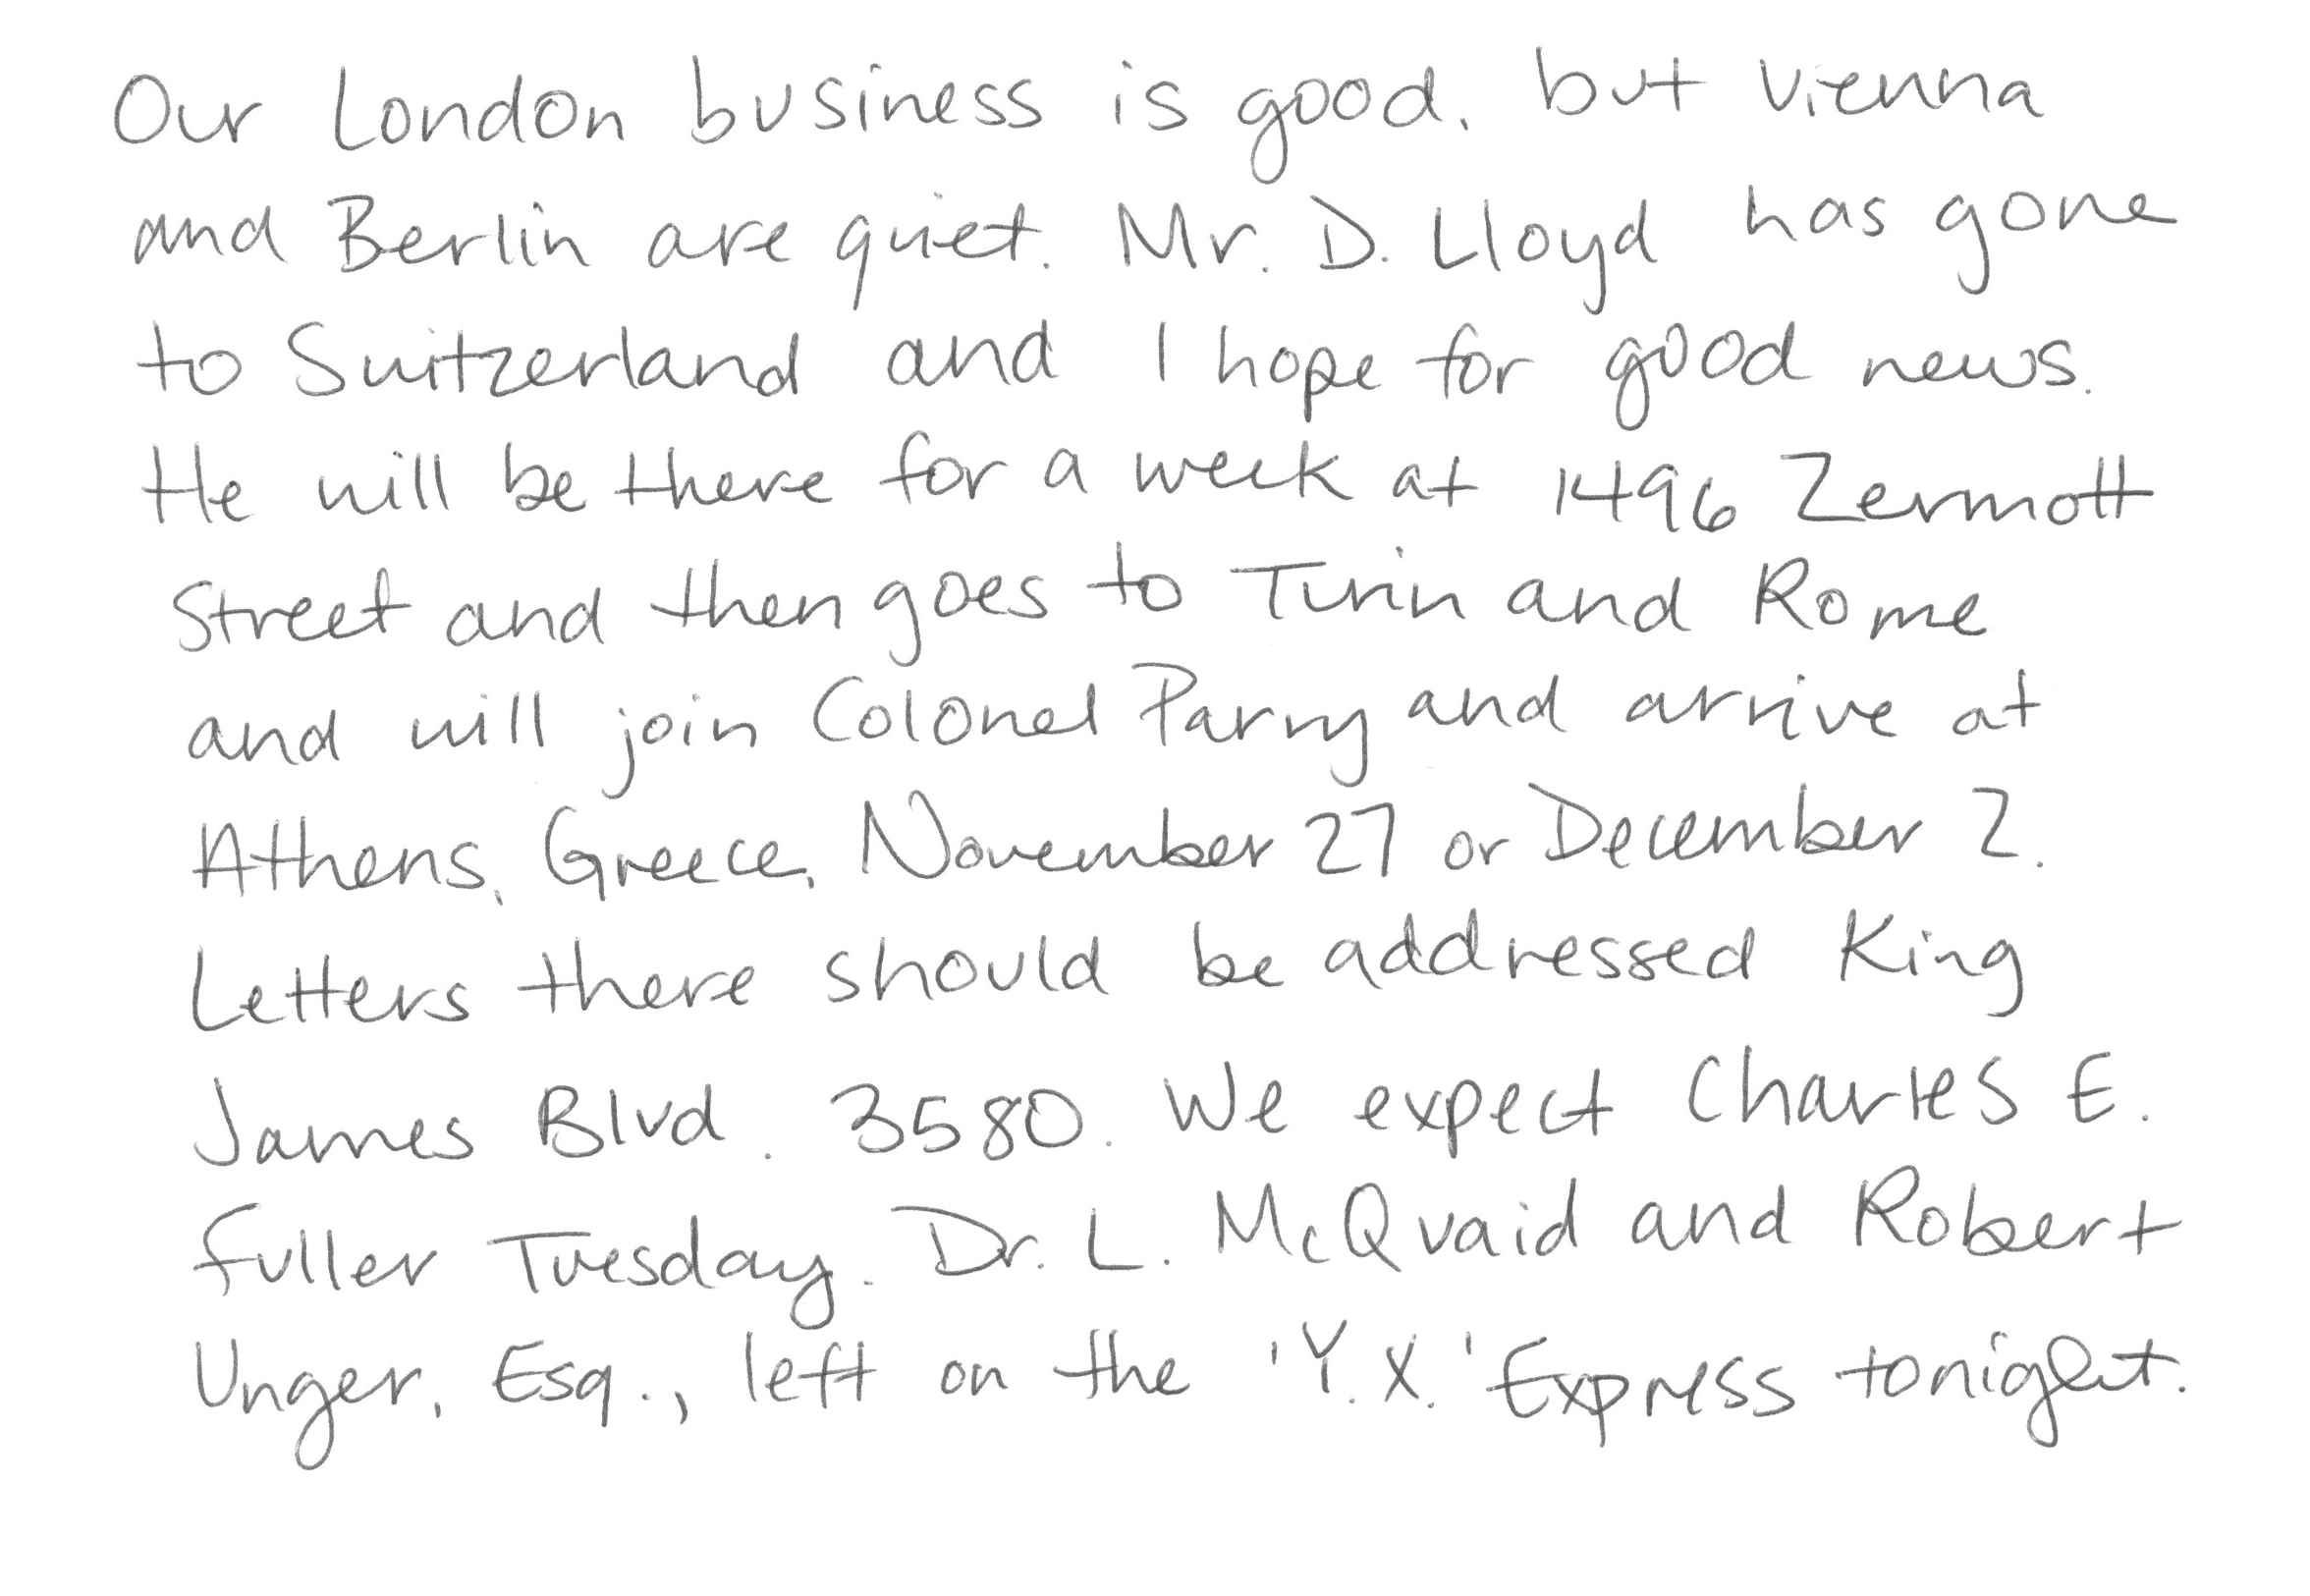 Our London business is good, but Vienna
and Berlin are quiet. Mr. D. Lloyd has gone
to Switzerland and I hope for good news.
He will be there for a week at 1496 Zermott
Street and then goes to Turin and Rome
and will join Colonel Parry and arrive at
Athens, Greece, November 27 or December 2.
Letters there should be addressed King
James Blvd. 3580. We expect Charles E.
Fuller Tuesday. Dr. L. McQuaid and Robert
Unger, Esq., left on the 'Y.X.' Express tonight.